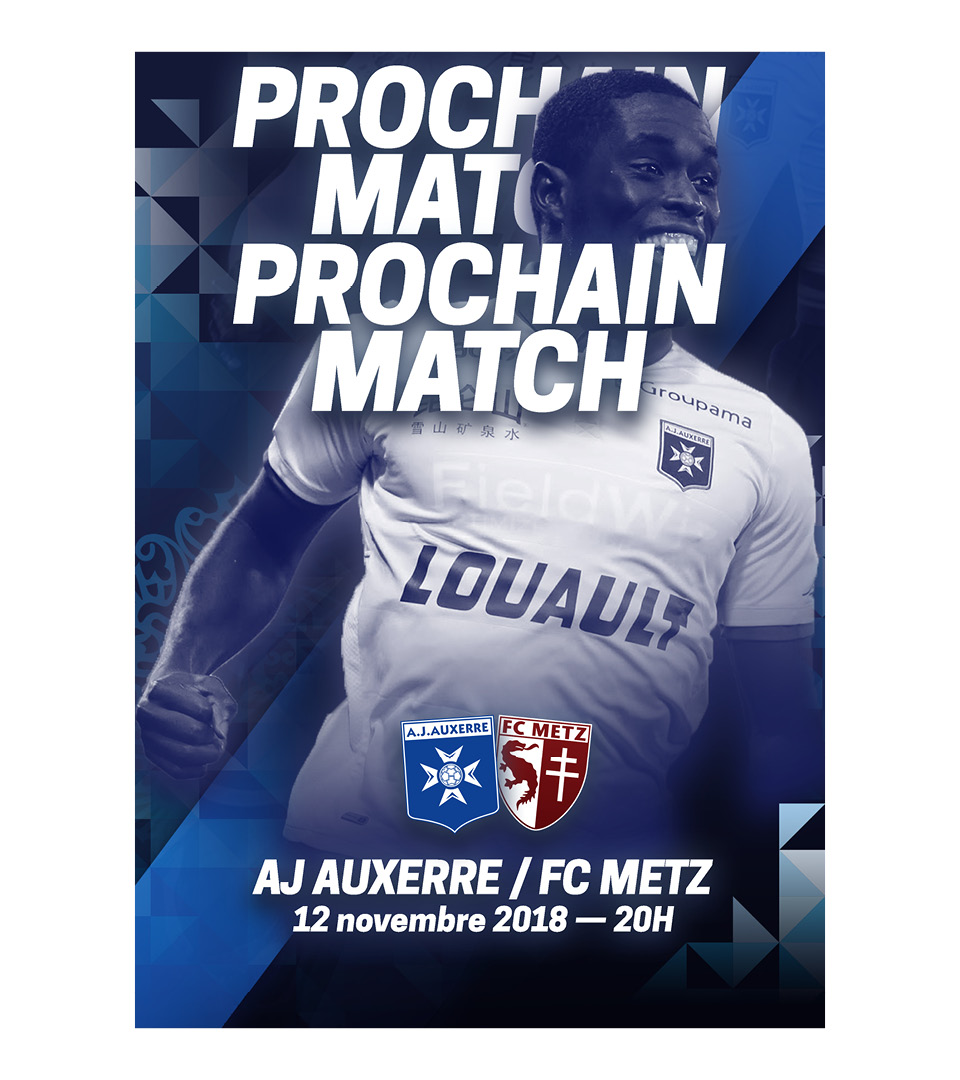 PROCHAIN
MATC
PROCHAIN
MATCH
Groupama
A.J.AUXERRE
雪山矿泉水
LOUAULT
A.J.AUXERRE
FC METZ
AJ AUXERRE / FC METZ
12 novembre 2018 — 20H